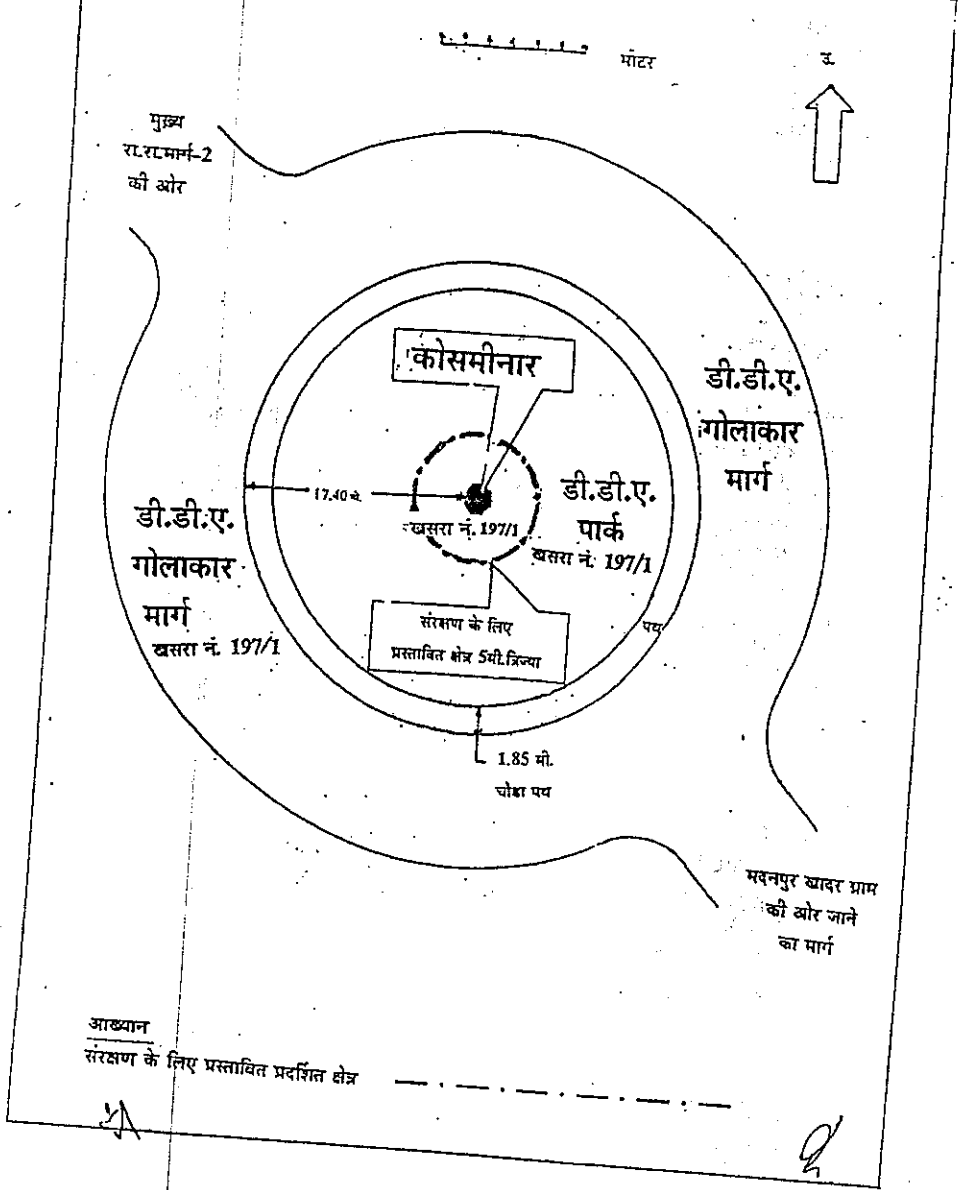 मीटर
उ.
मुख्य
रा.रा.मार्ग-2
की ओर
कोसमीनार
डी.डी.ए.
गोलाकार
मार्ग
17.40 मी.
डी.डी.ए.
पार्क
खसरा नं. 197/1
खसरा नं. 197/1
डी.डी.ए.
गोलाकार
मार्ग
खसरा नं. 197/1
संरक्षण के लिए
प्रस्तावित क्षेत्र 5मी.त्रिज्या
पथ
1.85 मी.
चोडा पथ
मदनपुर खादर ग्राम
की ओर जाने
का मार्ग
आख्यान
संरक्षण के लिए प्रस्तावित प्रदर्शित क्षेत्र